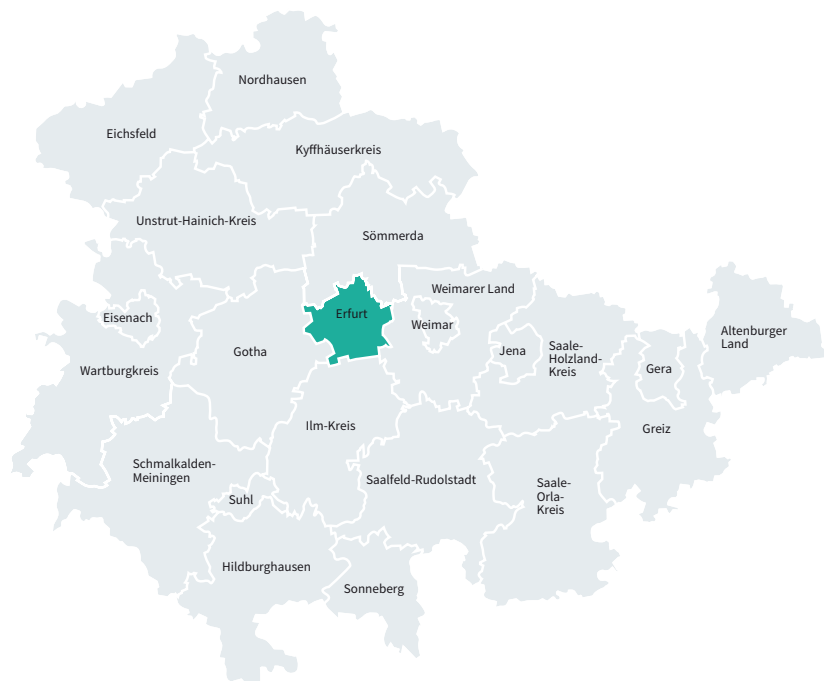 Nordhausen
Eichsfeld
Kyffhäuserkreis
Unstrut-Hainich-Kreis
Sömmerda
Weimarer Land
Eisenach
Erfurt
Weimar
Altenburger
Land
Gotha
Jena
Saale-
Holzland-
Kreis
Gera
Wartburgkreis
Ilm-Kreis
Greiz
Schmalkalden-
Meiningen
Saalfeld-Rudolstadt
Saale-
Orla-
Kreis
Suhl
Hildburghausen
Sonneberg